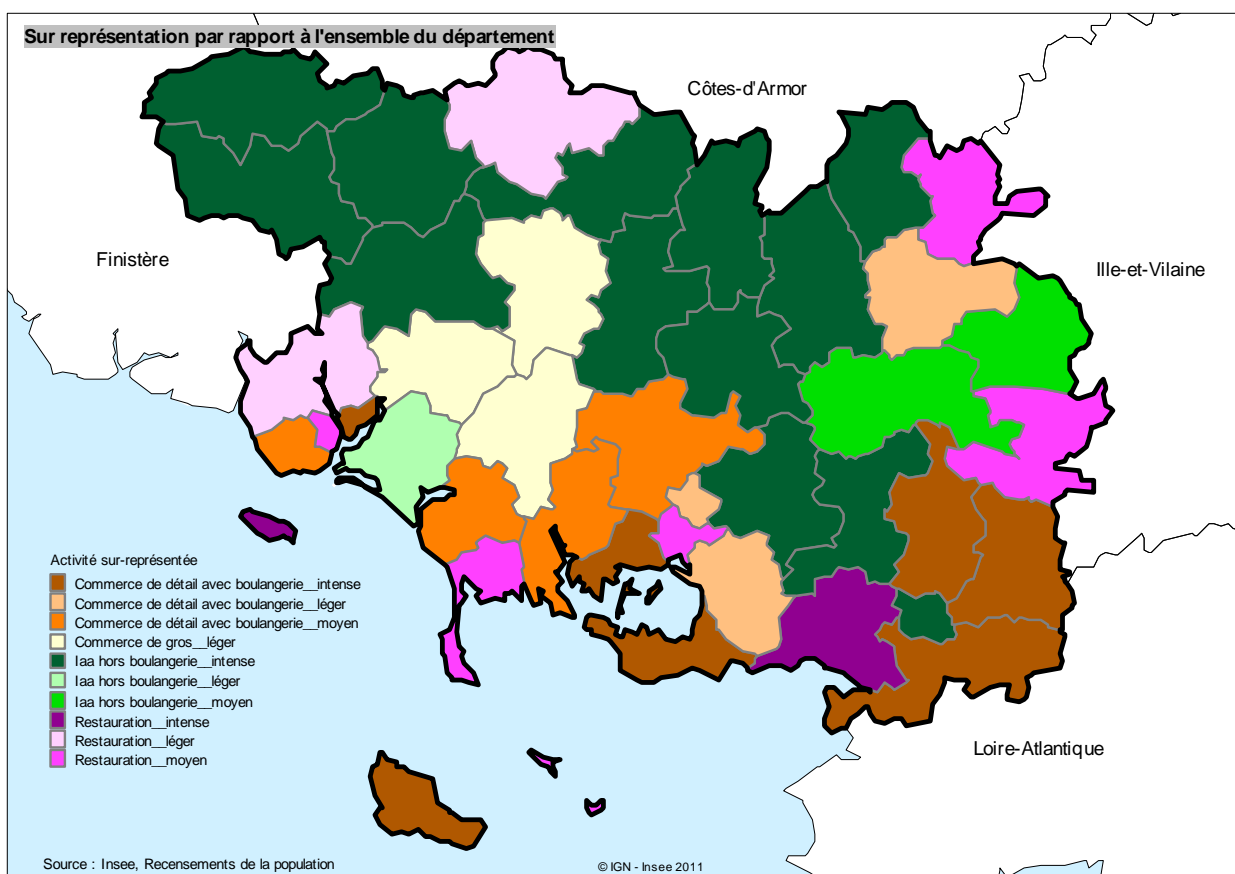 Sur représentation par rapport à l'ensemble du département
Côtes-d'Armor
Finistère
Ille-et-Vilaine
Activité sur-représentée
Commerce de détail avec boulangerie__intense
Commerce de détail avec boulangerie__léger
Commerce de détail avec boulangerie__moyen
Commerce de gros__léger
Iaa hors boulangerie__intense
Iaa hors boulangerie__léger
Iaa hors boulangerie__moyen
Restauration__intense
Restauration__léger
Restauration__moyen
Loire-Atlantique
Source : Insee, Recensements de la population
© IGN - Insee 2011